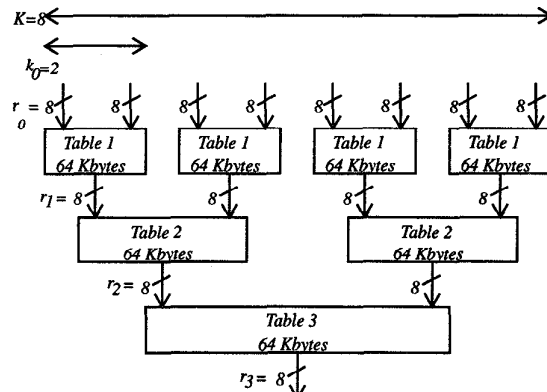 K=8
k0=2
r0= 8 8 8 8 8 8 8 8
Table 1 Table 1 Table 1 Table 1
64 Kbytes 64 Kbytes 64 Kbytes 64 Kbytes
r1= 8 8 8 8
Table 2 Table 2
64 Kbytes 64 Kbytes
r2= 8 8
Table 3
64 Kbytes
r3= 8